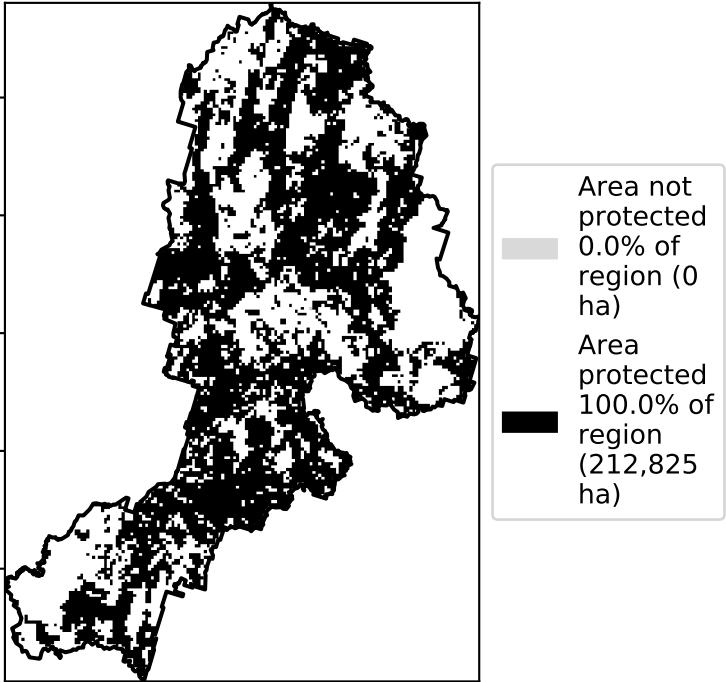 Area not
protected
0.0% of
region (0
ha)
Area
protected
100.0% of
region
(212,825
ha)